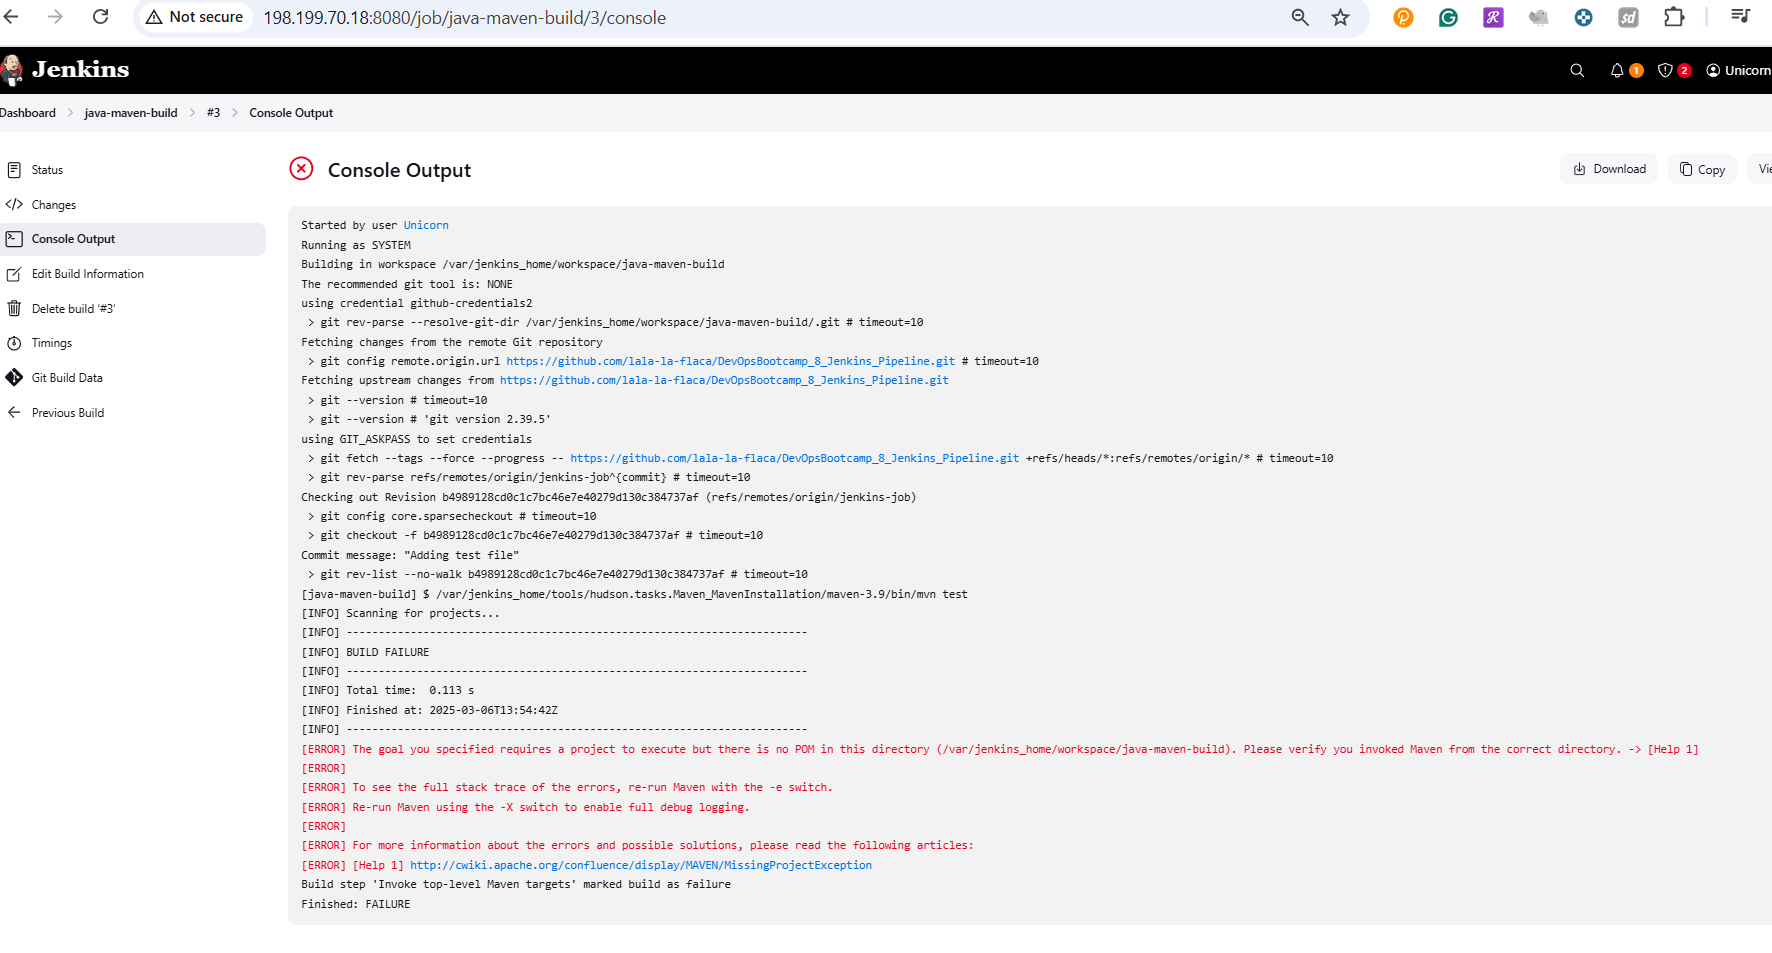 Not secure 198.199.70.18:8080/job/java-maven-build/3/console
Jenkins
1
2
Unicorn
Dashboard > java-maven-build > #3 > Console Output
Status
Changes
Console Output
Edit Build Information
Delete build ‘#3’
Timings
Git Build Data
Previous Build
Console Output
Download
Copy
Started by user Unicorn
Running as SYSTEM
Building in workspace /var/jenkins_home/workspace/java-maven-build
The recommended git tool is: NONE
using credential github-credentials2
> git rev-parse --resolve-git-dir /var/jenkins_home/workspace/java-maven-build/.git # timeout=10
Fetching changes from the remote Git repository
> git config remote.origin.url https://github.com/lala-la-flaca/DevOpsBootcamp_8_Jenkins_Pipeline.git # timeout=10
Fetching upstream changes from https://github.com/lala-la-flaca/DevOpsBootcamp_8_Jenkins_Pipeline.git
> git --version # timeout=10
> git --version # 'git version 2.39.5'
using GIT_ASKPASS to set credentials
> git fetch --tags --force --progress -- https://github.com/lala-la-flaca/DevOpsBootcamp_8_Jenkins_Pipeline.git +refs/heads/*:refs/remotes/origin/* # timeout=10
> git rev-parse refs/remotes/origin/jenkins-job^{commit} # timeout=10
Checking out Revision b4989128cd0c1c7bc46e7e40279d130c384737af (refs/remotes/origin/jenkins-job)
> git config core.sparsecheckout # timeout=10
> git checkout -f b4989128cd0c1c7bc46e7e40279d130c384737af # timeout=10
Commit message: "Adding test file"
> git rev-list --no-walk b4989128cd0c1c7bc46e7e40279d130c384737af # timeout=10
[java-maven-build] $ /var/jenkins_home/tools/hudson.tasks.Maven_MavenInstallation/maven-3.9/bin/mvn test
[INFO] Scanning for projects...
[INFO] ------------------------------------------------------------------------
[INFO] BUILD FAILURE
[INFO] ------------------------------------------------------------------------
[INFO] Total time:  0.113 s
[INFO] Finished at: 2025-03-06T13:54:42Z
[INFO] ------------------------------------------------------------------------
[ERROR] The goal you specified requires a project to execute but there is no POM in this directory (/var/jenkins_home/workspace/java-maven-build). Please verify you invoked Maven from the correct directory. -> [Help 1]
[ERROR]
[ERROR] To see the full stack trace of the errors, re-run Maven with the -e switch.
[ERROR] Re-run Maven using the -X switch to enable full debug logging.
[ERROR]
[ERROR] For more information about the errors and possible solutions, please read the following articles:
[ERROR] [Help 1] http://cwiki.apache.org/confluence/display/MAVEN/MissingProjectException
Build step 'Invoke top-level Maven targets' marked build as failure
Finished: FAILURE